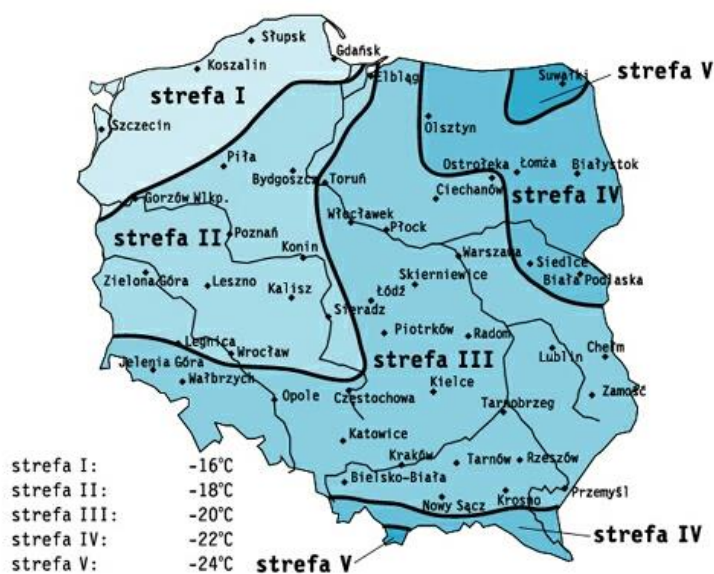 Słupsk
Gdańsk
Koszalin
Elbląg
Suwałki
strefa V
strefa I
Szczecin
Olsztyn
Piła
Ostrołęka
Łomża
Białystok
Bydgoszcz
Toruń
Ciechanów
strefa IV
Gorzów Wlkp.
Włocławek
Płock
strefa II
Poznań
Konin
Warszawa
Siedlce
Zielona Góra
Leszno
Kalisz
Skierniewice
Biała Podlaska
Łódź
Sieradz
Piotrków
Radom
Legnica
Wrocław
strefa III
Lublin
Chełm
Jelenia Góra
Wałbrzych
Opole
Częstochowa
Kielce
Zamość
Tarnobrzeg
Katowice
Kraków
Tarnów
Rzeszów
Bielsko-Biała
Nowy Sącz
Krosno
Przemyśl
strefa IV
strefa V
strefa I: -16°C
strefa II: -18°C
strefa III: -20°C
strefa IV: -22°C
strefa V: -24°C